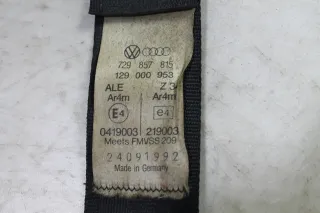 729 857 815
129 000 953
ALE Z 3
Ar4m Ar4m
E4 e4
0419003 219003
Meets FMVSS 209
24091992
Made in Germany